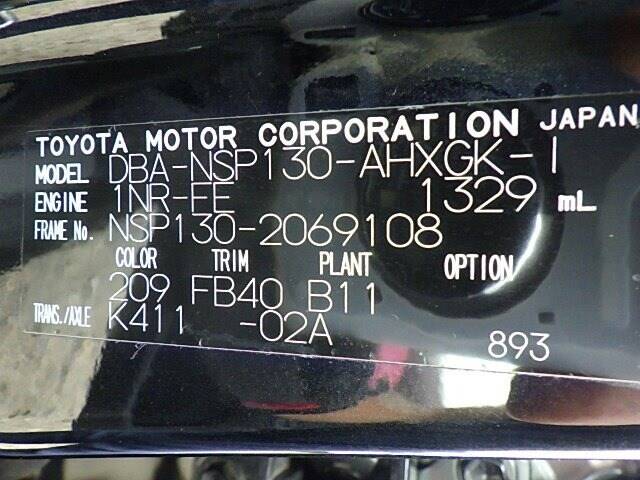 TOYOTA MOTOR CORPORATION JAPAN
MODEL DBA-NSP130-AHXGK-I
ENGINE 1NR-FE 1329 mL
FRAME No. NSP130-2069108
COLOR TRIM PLANT OPTION
209 FB40 B11
TRANS./AXLE K411 -02A
893